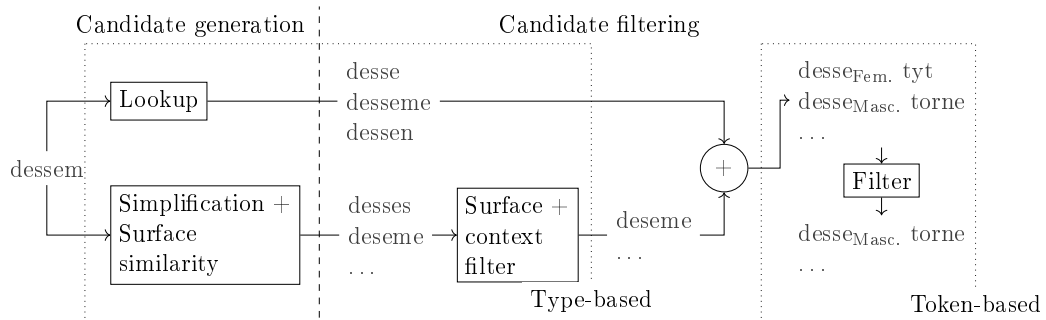 Candidate generation
Candidate filtering
dessem
Lookup
desse
desseme
dessen
Simplification +
Surface
similarity
desses
deseme
...
Surface +
context
filter
deseme
...
+
Type-based
desseFem. tyt
desseMasc. torne
...
Filter
desseMasc. torne
...
Token-based